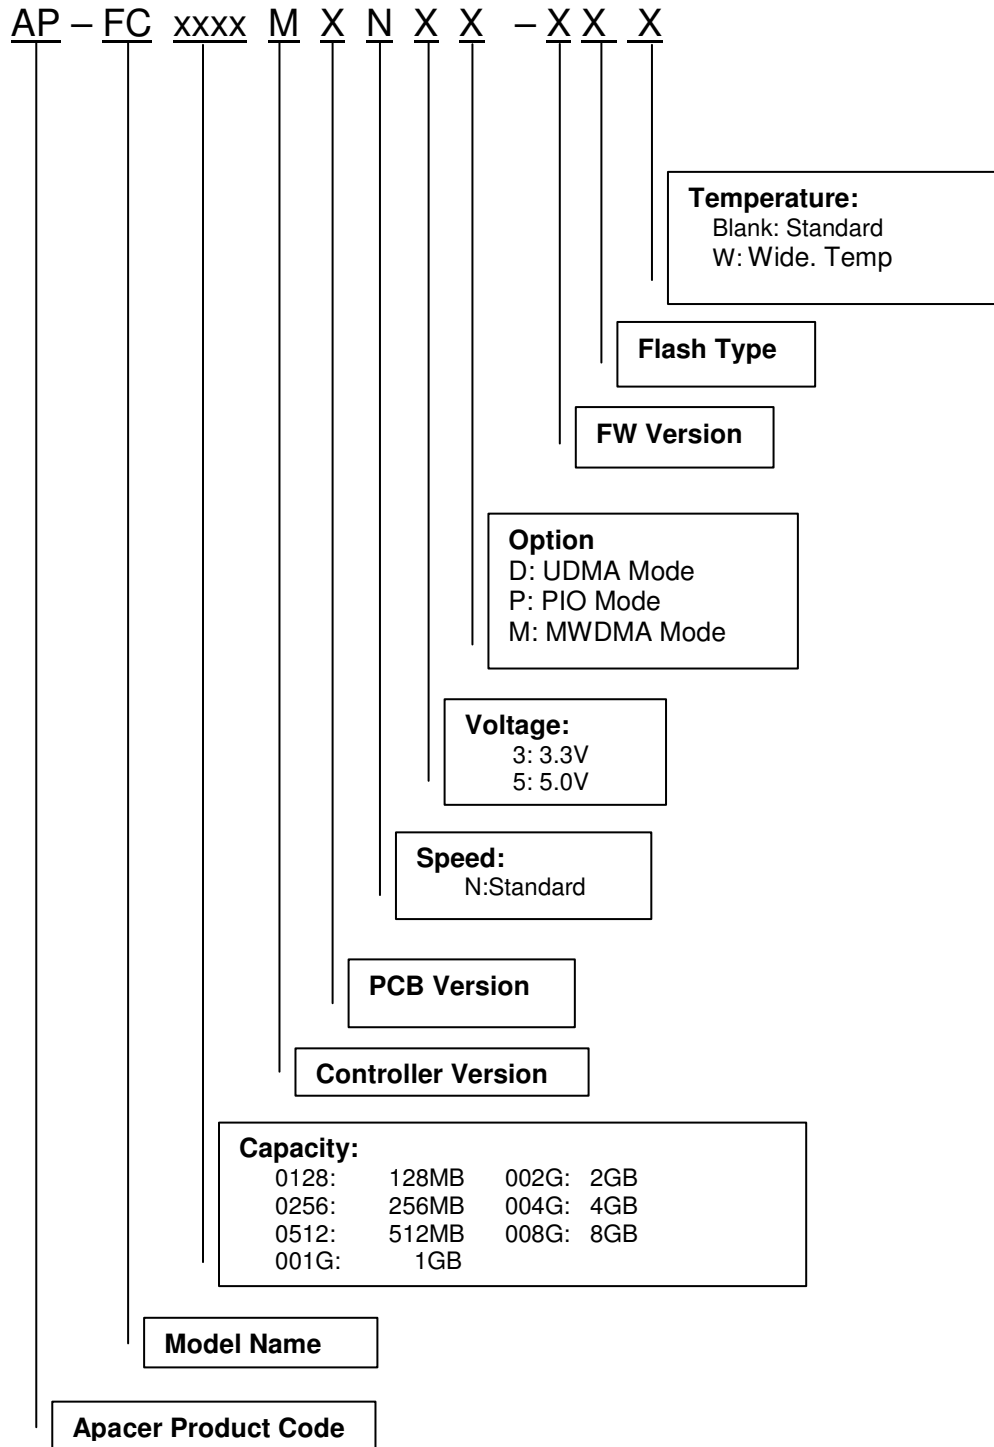 AP – FC xxxx M X N X X – X X X
Temperature:
Blank: Standard
W: Wide. Temp
Flash Type
FW Version
Option
D: UDMA Mode
P: PIO Mode
M: MWDMA Mode
Voltage:
3: 3.3V
5: 5.0V
Speed:
N:Standard
PCB Version
Controller Version
Capacity:
0128: 128MB 002G: 2GB
0256: 256MB 004G: 4GB
0512: 512MB 008G: 8GB
001G: 1GB
Model Name
Apacer Product Code